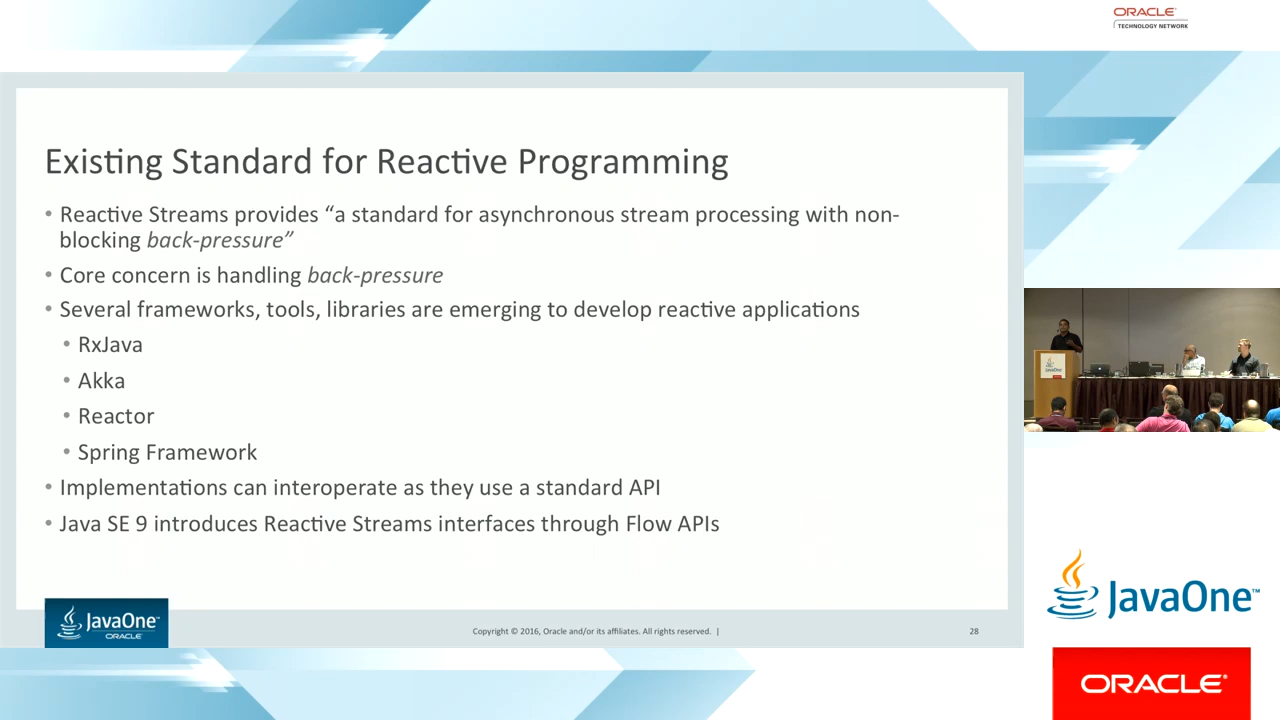 ORACLE
TECHNOLOGY NETWORK
Existing Standard for Reactive Programming
• Reactive Streams provides “a standard for asynchronous stream processing with non-
blocking back-pressure”
• Core concern is handling back-pressure
• Several frameworks, tools, libraries are emerging to develop reactive applications
• RxJava
• Akka
• Reactor
• Spring Framework
• Implementations can interoperate as they use a standard API
• Java SE 9 introduces Reactive Streams interfaces through Flow APIs
JavaOne™
ORACLE
Copyright © 2016, Oracle and/or its affiliates. All rights reserved. |
28
JavaOne
JavaOne™
ORACLE®